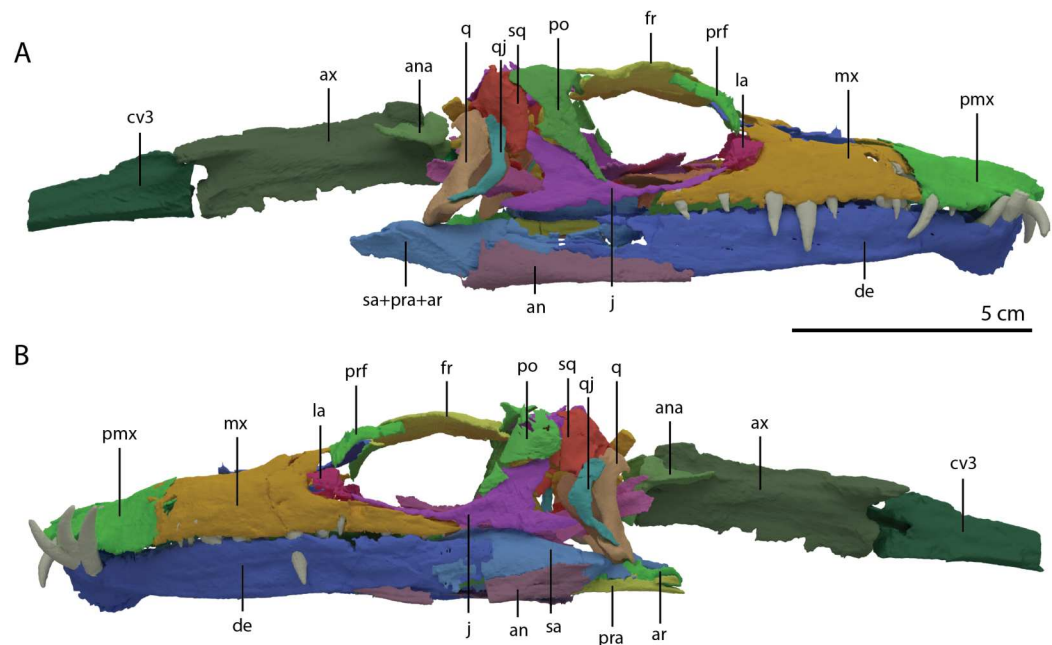 A
cv3
ax
ana
q
qj
sq
po
fr
prf
la
mx
pmx
sa+pra+ar
an
j
de
5 cm
B
pmx
mx
la
prf
fr
po
sq
qj
q
ana
ax
cv3
de
j
an
sa
pra
ar